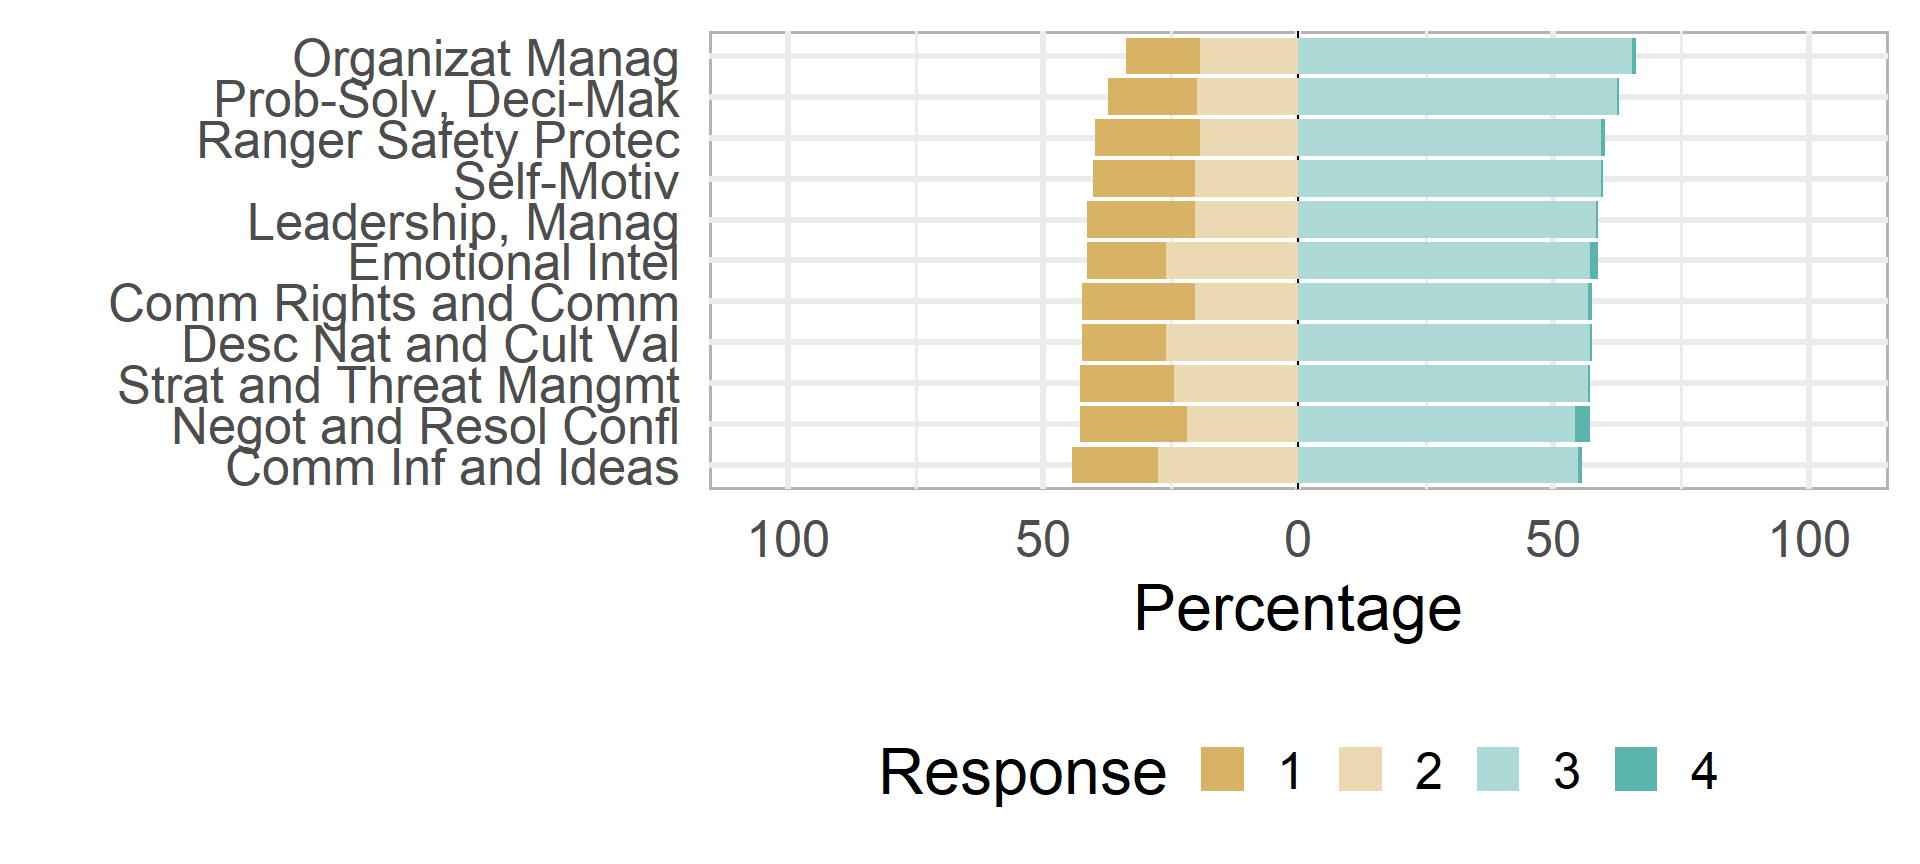 Organizat Manag
Prob-Solv, Deci-Mak
Ranger Safety Protec
Self-Motiv
Leadership, Manag
Emotional Intel
Comm Rights and Comm
Desc Nat and Cult Val
Strat and Threat Mangmt
Negot and Resol Confl
Comm Inf and Ideas
100 50 0 50 100
Percentage
Response 1 2 3 4